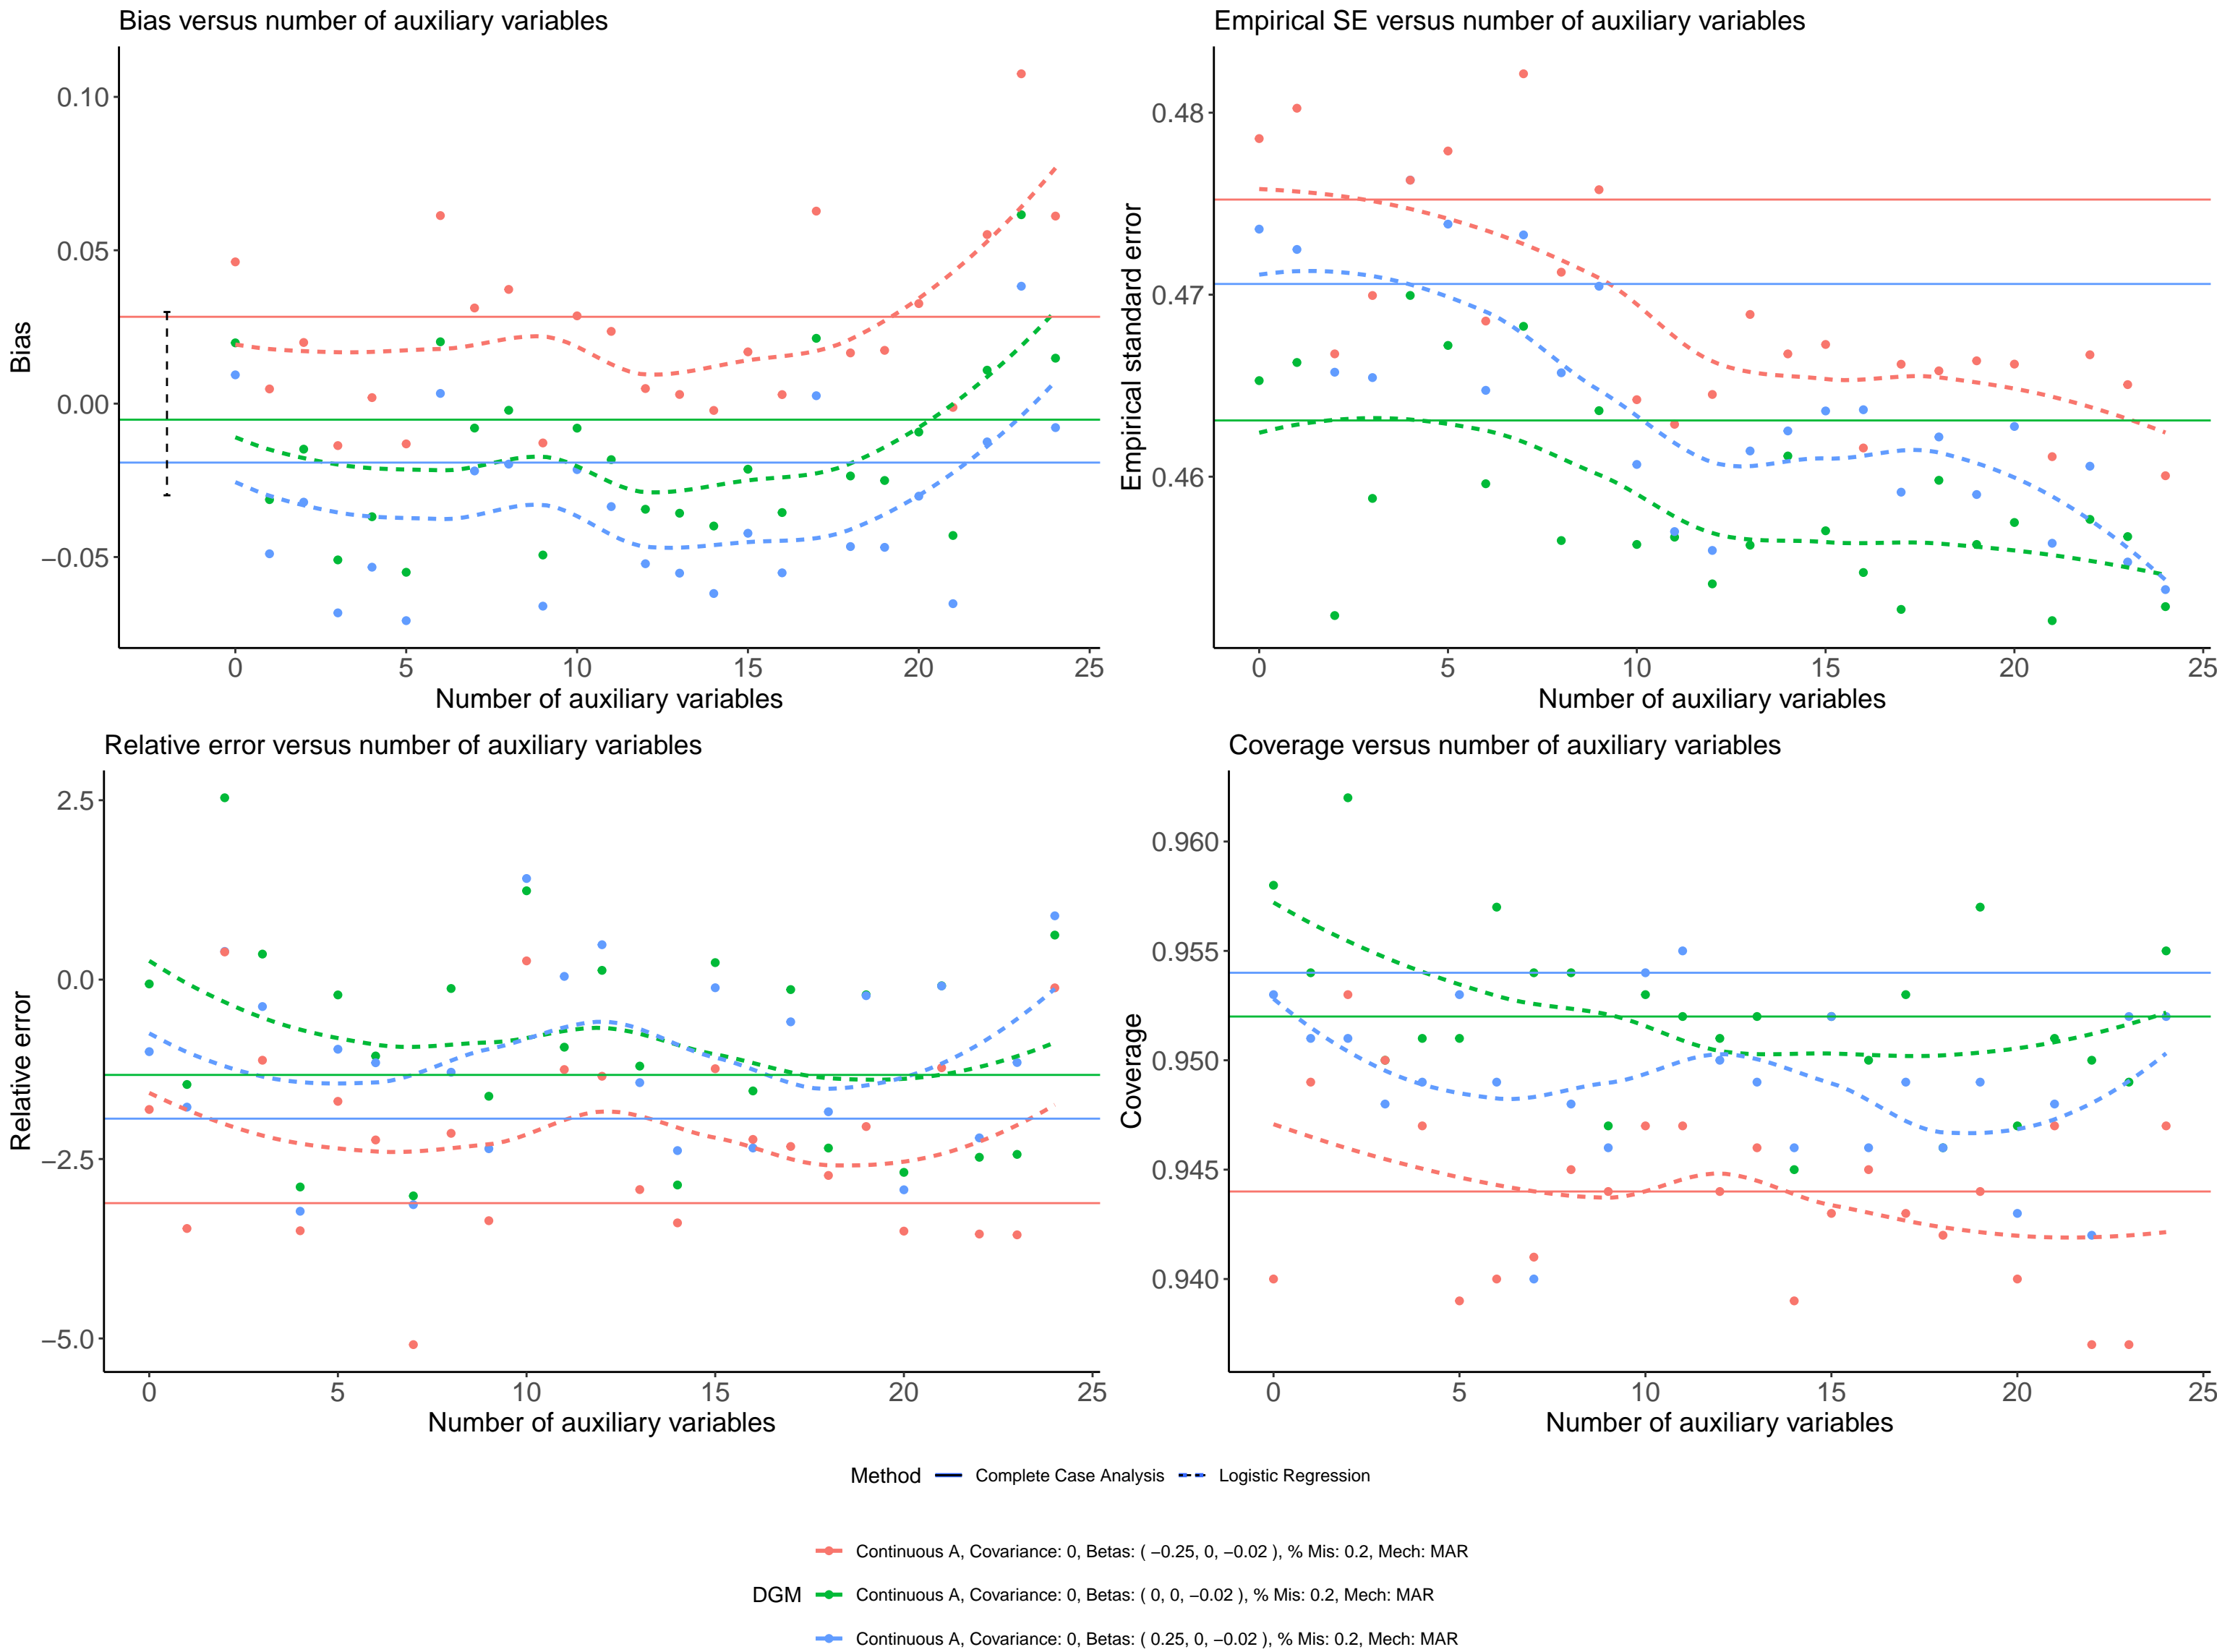 Bias versus number of auxiliary variables
Bias
0.10
0.05
0.00
−0.05
0 5 10 15 20 25
Number of auxiliary variables
Empirical SE versus number of auxiliary variables
Empirical standard error
0.48
0.47
0.46
0 5 10 15 20 25
Number of auxiliary variables
Relative error versus number of auxiliary variables
Relative error
2.5
0.0
−2.5
−5.0
0 5 10 15 20 25
Number of auxiliary variables
Coverage versus number of auxiliary variables
Coverage
0.960
0.955
0.950
0.945
0.940
0 5 10 15 20 25
Number of auxiliary variables
Method Complete Case Analysis Logistic Regression
DGM
Continuous A, Covariance: 0, Betas: ( −0.25, 0, −0.02 ), % Mis: 0.2, Mech: MAR
Continuous A, Covariance: 0, Betas: ( 0, 0, −0.02 ), % Mis: 0.2, Mech: MAR
Continuous A, Covariance: 0, Betas: ( 0.25, 0, −0.02 ), % Mis: 0.2, Mech: MAR